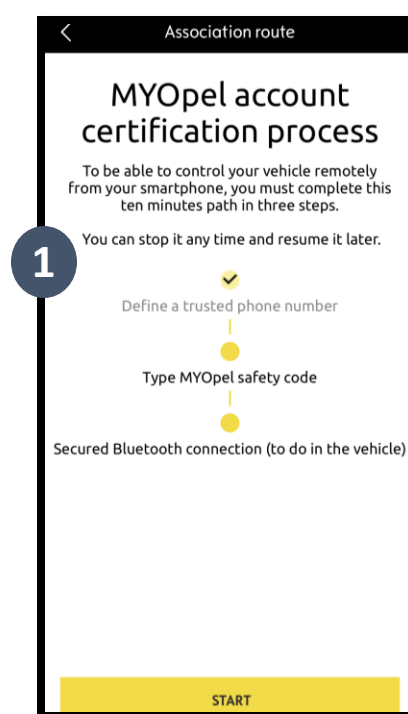 Association route
MYOpel account
certification process
To be able to control your vehicle remotely
from your smartphone, you must complete this
ten minutes path in three steps.
You can stop it any time and resume it later.
1
Define a trusted phone number
Type MYOpel safety code
Secured Bluetooth connection (to do in the vehicle)
START